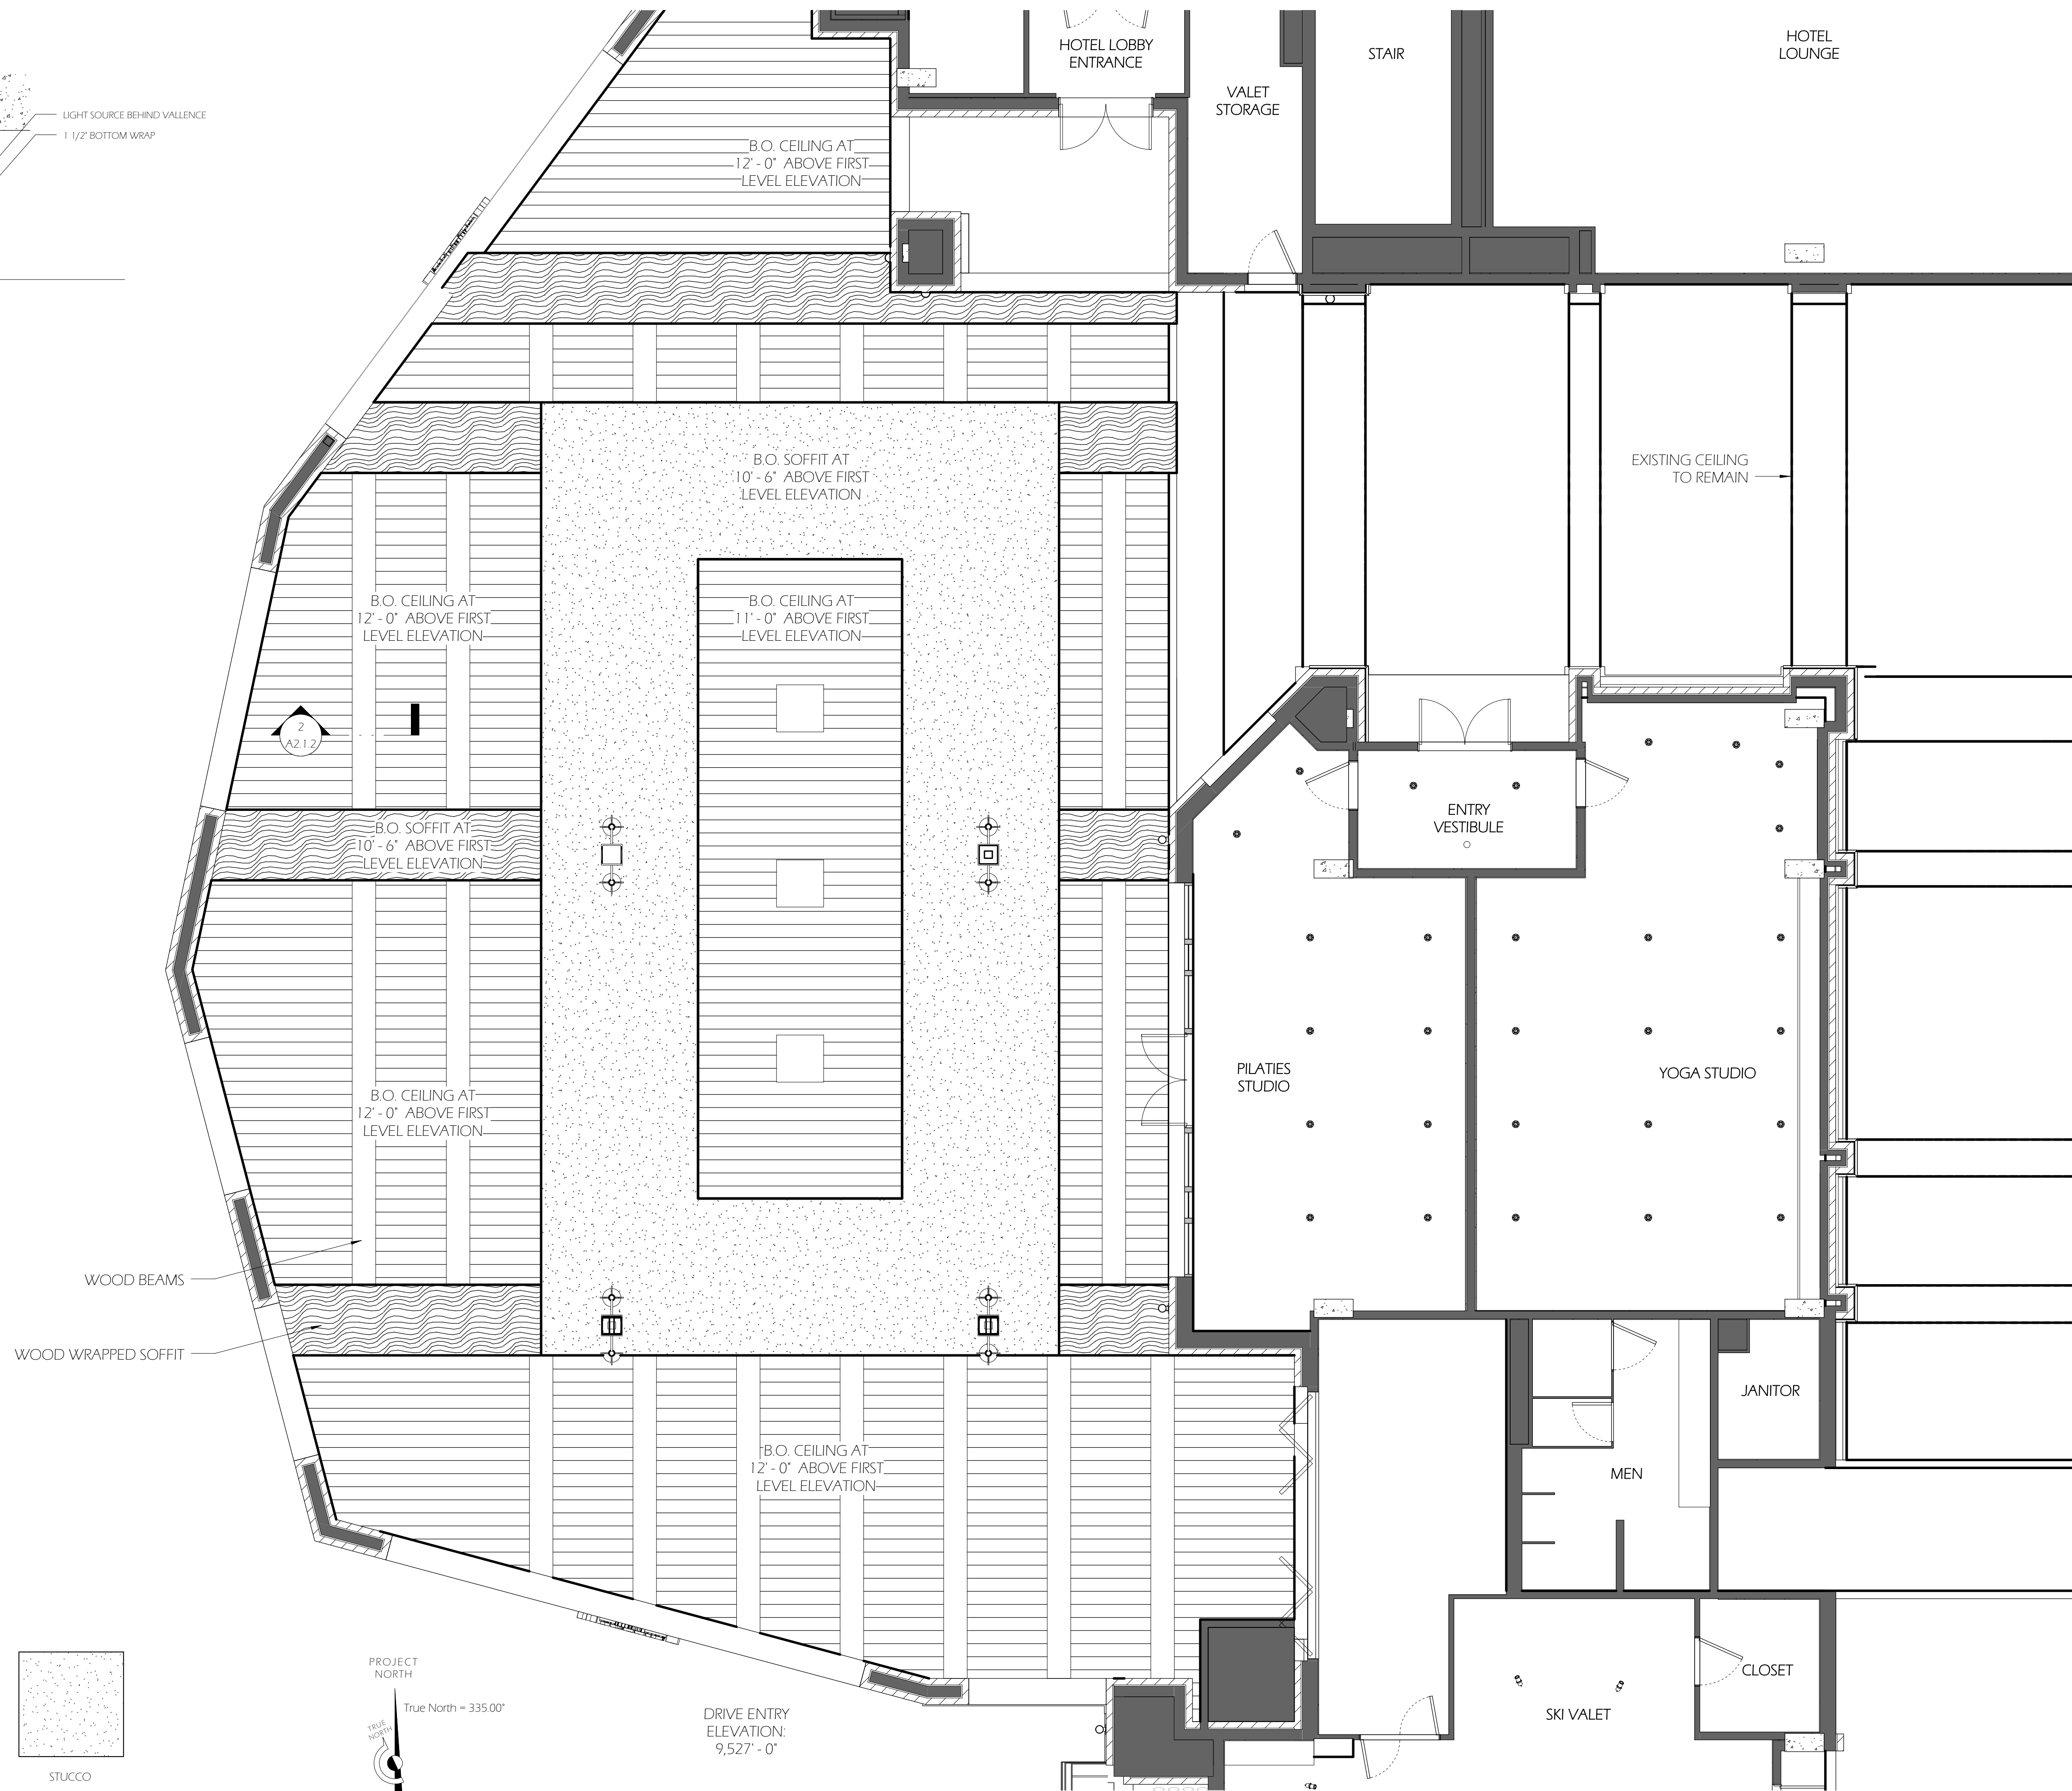 HOTEL LOBBY
ENTRANCE
STAIR
HOTEL
LOUNGE
VALET
STORAGE
LIGHT SOURCE BEHIND VALLENCE
1 1/2" BOTTOM WRAP
B.O. CEILING AT
12' - 0" ABOVE FIRST
LEVEL ELEVATION
B.O. SOFFIT AT
10' - 6" ABOVE FIRST
LEVEL ELEVATION
EXISTING CEILING
TO REMAIN
B.O. CEILING AT
12' - 0" ABOVE FIRST
LEVEL ELEVATION
B.O. CEILING AT
11' - 0" ABOVE FIRST
LEVEL ELEVATION
2
A2.1.2
B.O. SOFFIT AT
10' - 6" ABOVE FIRST
LEVEL ELEVATION
ENTRY
VESTIBULE
PILATIES
STUDIO
YOGA STUDIO
B.O. CEILING AT
12' - 0" ABOVE FIRST
LEVEL ELEVATION
WOOD BEAMS
WOOD WRAPPED SOFFIT
JANITOR
B.O. CEILING AT
12' - 0" ABOVE FIRST
LEVEL ELEVATION
MEN
PROJECT
NORTH
True North = 335.00°
TRUE
NORTH
DRIVE ENTRY
ELEVATION:
9,527' - 0"
CLOSET
SKI VALET
STUCCO